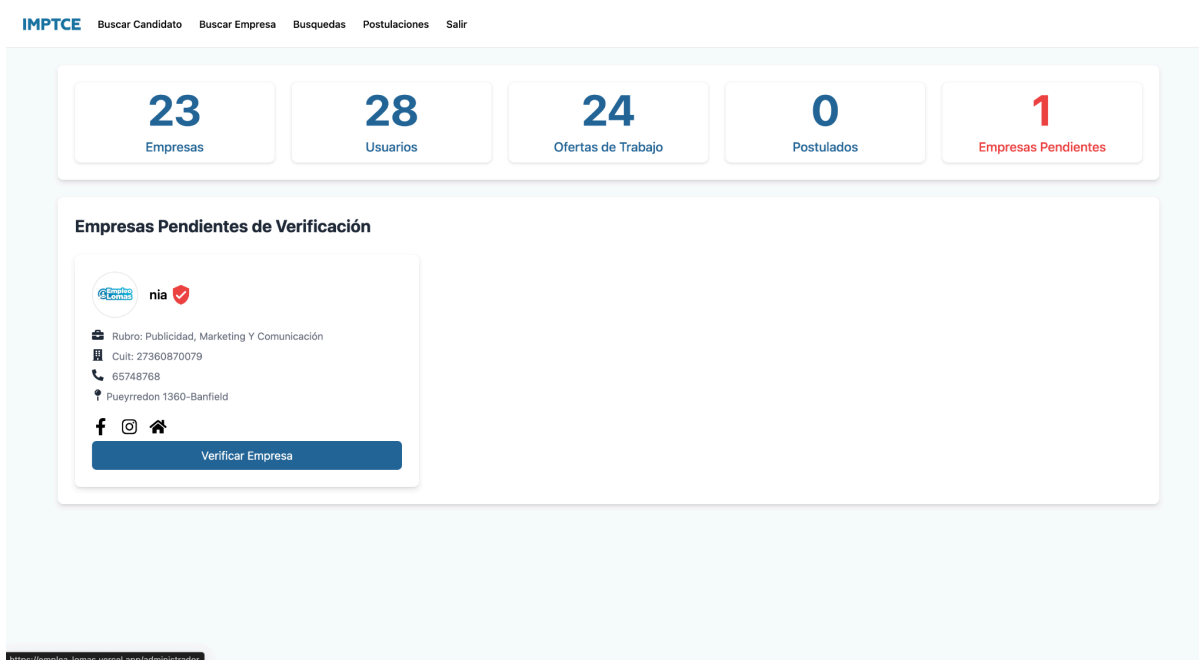 IMPTCE Buscar Candidato Buscar Empresa Busquedas Postulaciones Salir
23
Empresas
28
Usuarios
24
Ofertas de Trabajo
0
Postulados
1
Empresas Pendientes
Empresas Pendientes de Verificación
Empleo
Lomas
nia
Rubro: Publicidad, Marketing Y Comunicación
Cuit: 27360870079
65748768
Pueyrredon 1360-Banfield
Verificar Empresa